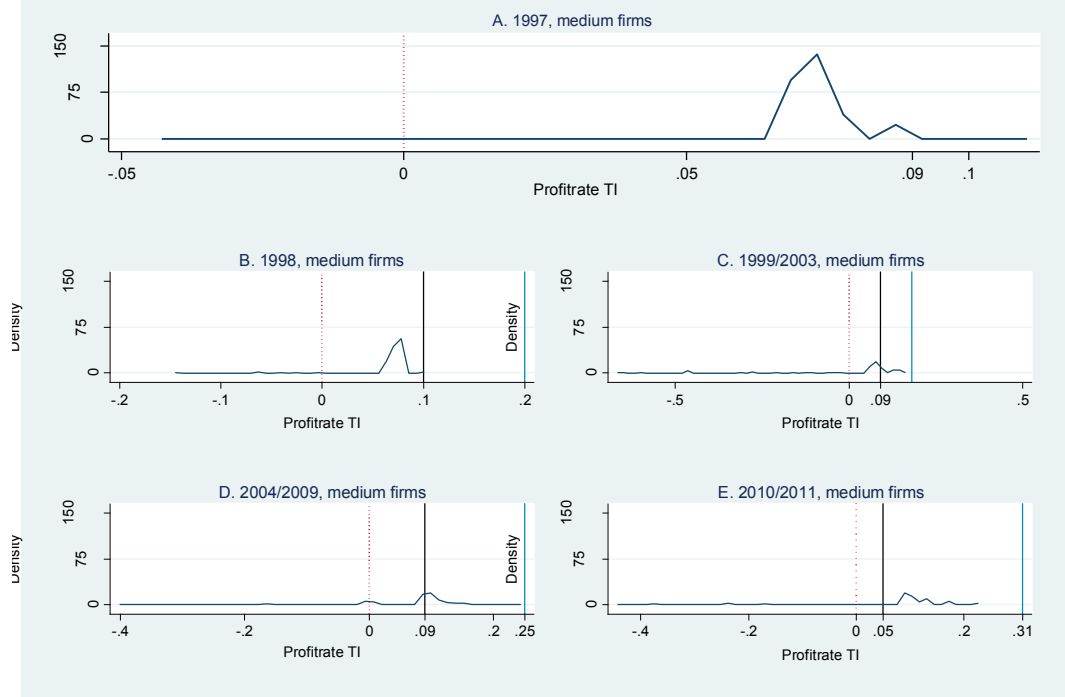 A. 1997, medium firms
150
75
0
-.05 0 .05 .09 .1
Profitrate TI
B. 1998, medium firms
Density
150
75
0
-.2 -.1 0 .1 .2
Profitrate TI
C. 1999/2003, medium firms
Density
150
75
0
-.5 0 .09 .5
Profitrate TI
D. 2004/2009, medium firms
Density
150
75
0
-.4 -.2 0 .09 .2 .25
Profitrate TI
E. 2010/2011, medium firms
Density
150
75
0
-.4 -.2 0 .05 .2 .31
Profitrate TI